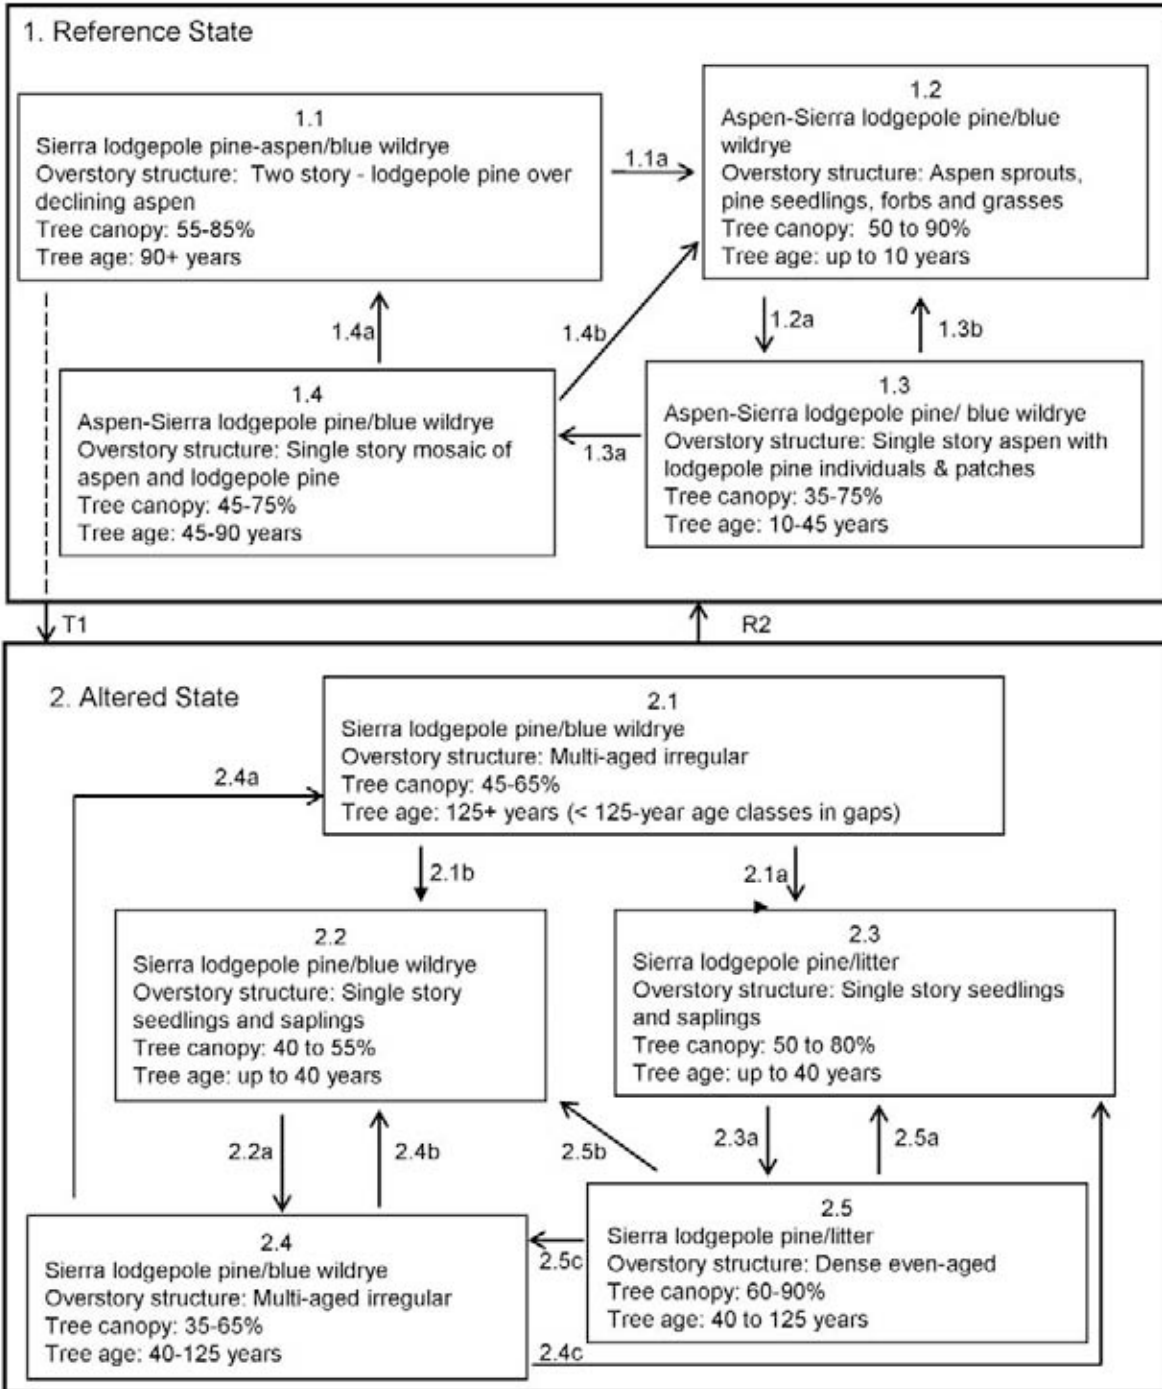 1. Reference State
1.1
Sierra lodgepole pine-aspen/blue wildrye
Overstory structure:  Two story - lodgepole pine over
declining aspen
Tree canopy: 55-85%
Tree age: 90+ years
1.1a
1.2
Aspen-Sierra lodgepole pine/blue
wildrye
Overstory structure: Aspen sprouts,
pine seedlings, forbs and grasses
Tree canopy:  50 to 90%
Tree age: up to 10 years
1.4a
1.4b
1.2a
1.3b
1.4
Aspen-Sierra lodgepole pine/blue wildrye
Overstory structure: Single story mosaic of
aspen and lodgepole pine
Tree canopy: 45-75%
Tree age: 45-90 years
1.3a
1.3
Aspen-Sierra lodgepole pine/ blue wildrye
Overstory structure: Single story aspen with
lodgepole pine individuals & patches
Tree canopy: 35-75%
Tree age: 10-45 years
T1
R2
2. Altered State
2.1
Sierra lodgepole pine/blue wildrye
Overstory structure: Multi-aged irregular
Tree canopy: 45-65%
Tree age: 125+ years (< 125-year age classes in gaps)
2.4a
2.1b
2.1a
2.2
Sierra lodgepole pine/blue wildrye
Overstory structure: Single story
seedlings and saplings
Tree canopy: 40 to 55%
Tree age: up to 40 years
2.3
Sierra lodgepole pine/litter
Overstory structure: Single story seedlings
and saplings
Tree canopy: 50 to 80%
Tree age: up to 40 years
2.2a
2.4b
2.5b
2.3a
2.5a
2.4
Sierra lodgepole pine/blue wildrye
Overstory structure: Multi-aged irregular
Tree canopy: 35-65%
Tree age: 40-125 years
2.5c
2.5
Sierra lodgepole pine/litter
Overstory structure: Dense even-aged
Tree canopy: 60-90%
Tree age: 40 to 125 years
2.4c